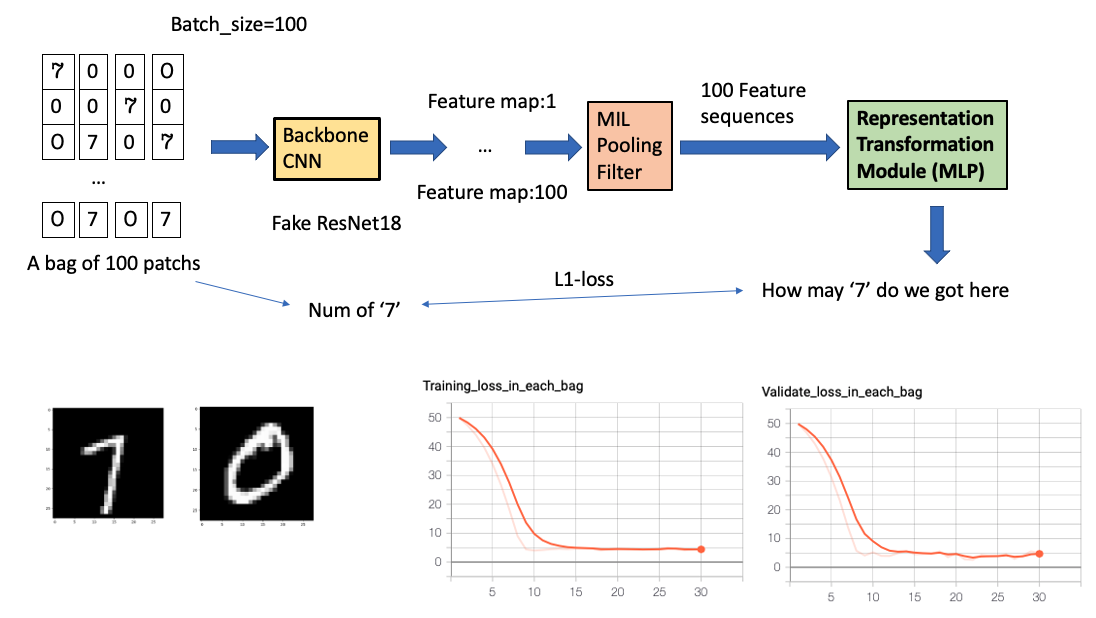 Batch_size=100
7 0 0 0
0 0 7 0
0 7 0 7
...
0 7 0 7
A bag of 100 patchs
Backbone
CNN
Fake ResNet18
Feature map:1
...
Feature map:100
MIL
Pooling
Filter
100 Feature
sequences
Representation
Transformation
Module (MLP)
L1-loss
Num of ‘7’
How may ‘7’ do we got here
7
0
Training_loss_in_each_bag
50
40
30
20
10
0
5 10 15 20 25 30
Validate_loss_in_each_bag
50
40
30
20
10
0
5 10 15 20 25 30